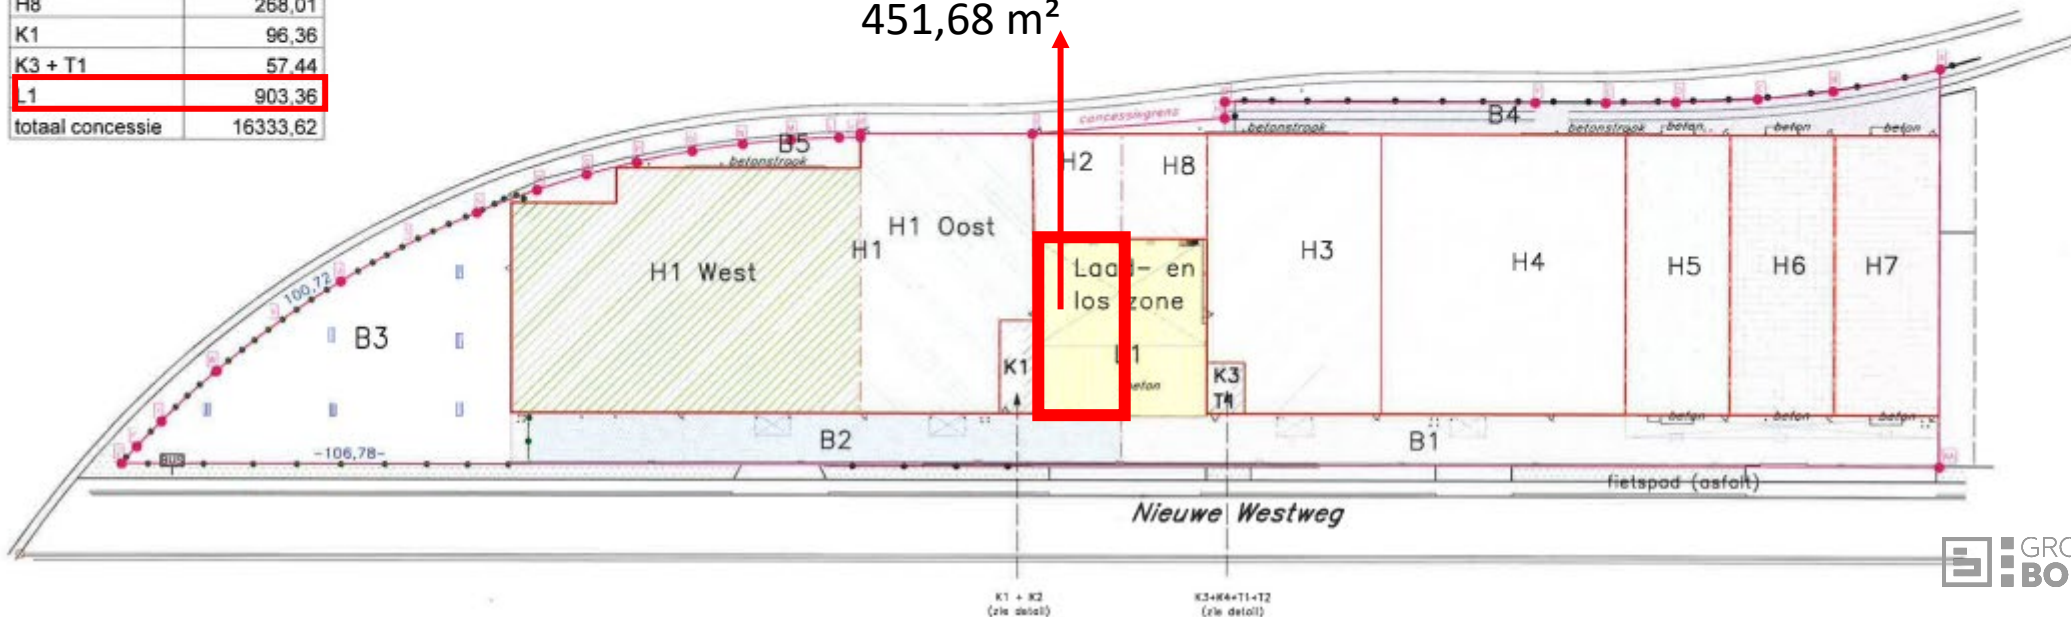 H8 268,01
K1 96,36
K3 + T1 57,44
L1 903,36
totaal concessie 16333,62
451,68 m²
concessiegrens
B5
betonstrook
B4
betonstrook
betonstrook
beton
beton
beton
H2
H8
H1 Oost
H1
H1 West
H3
H4
H5
H6
H7
Laad- en
los zone
L1
beton
K1
K3
T1
100,72
B3
-106,78-
BUS
B2
B1
beton
beton
beton
fietspad (asfalt)
Nieuwe Westweg
K1 + K2
(zie detail)
K3+K4+T1+T2
(zie detail)
GRO
BO